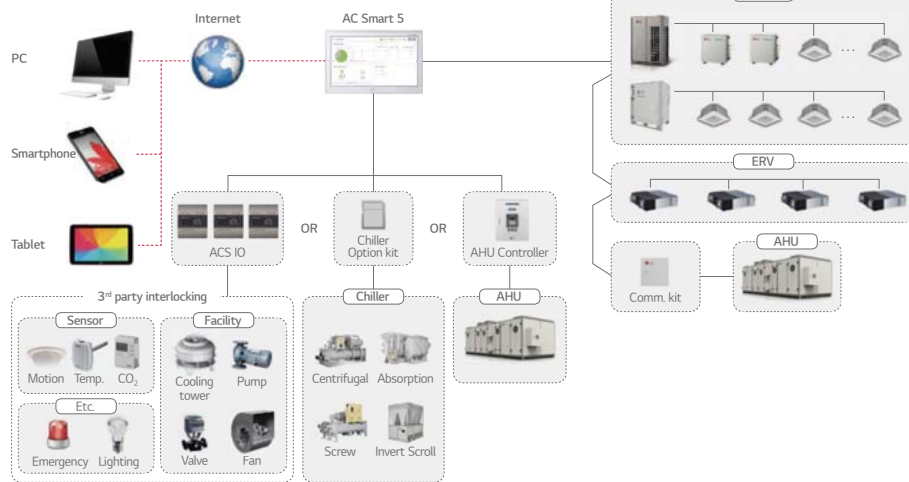 Internet
AC Smart 5
PC
Smartphone
Tablet
ERV
ACS IO
OR
Chiller
Option kit
OR
AHU Controller
Comm. kit
AHU
3rd party interlocking
Sensor
Motion Temp. CO₂
Etc.
Emergency Lighting
Facility
Cooling
tower
Pump
Valve
Fan
Chiller
Centrifugal Absorption
Screw Invert Scroll
AHU